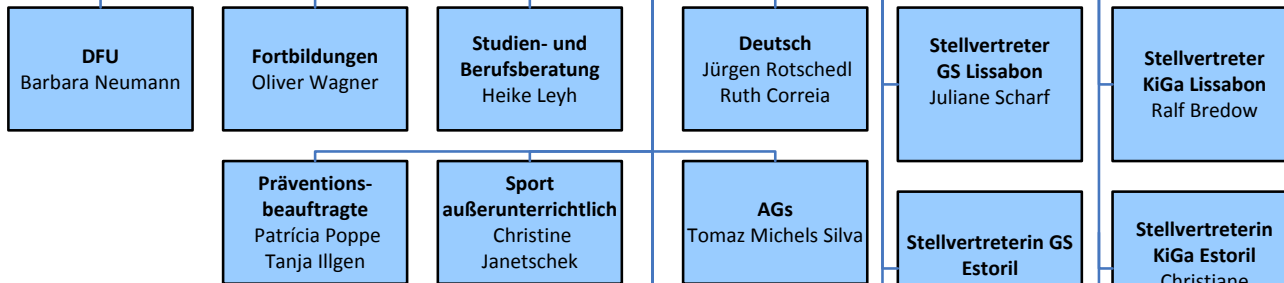 DFU
Barbara Neumann
Fortbildungen
Oliver Wagner
Studien- und
Berufsberatung
Heike Leyh
Deutsch
Jürgen Rotschedl
Ruth Correia
Stellvertreter
GS Lissabon
Juliane Scharf
Stellvertreter
KiGa Lissabon
Ralf Bredow
Präventions-
beauftragte
Patrícia Poppe
Tanja Illgen
Sport
außerunterrichtlich
Christine
Janetschek
AGs
Tomaz Michels Silva
Stellvertreterin GS
Estoril
Stellvertreterin
KiGa Estoril
Christiane